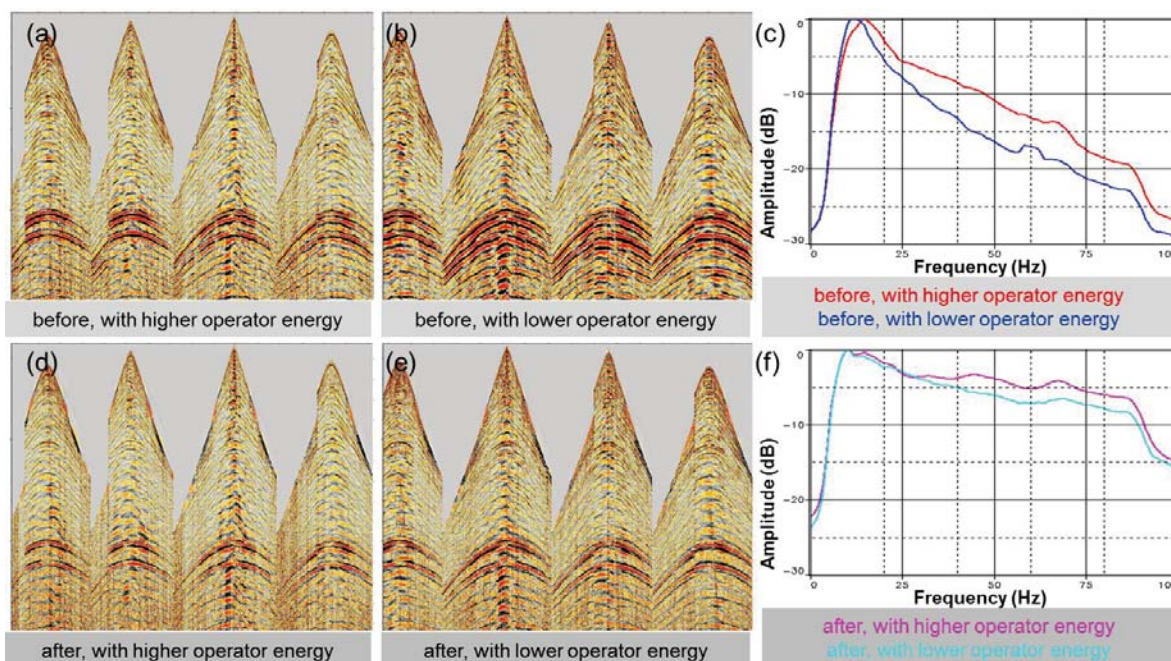 (a)
before, with higher operator energy
(b)
before, with lower operator energy
(c)
Amplitude (dB)
0
-10
-20
-30
0
25
50
75
100
Frequency (Hz)
before, with higher operator energy
before, with lower operator energy
(d)
after, with higher operator energy
(e)
after, with lower operator energy
(f)
Amplitude (dB)
0
-10
-20
-30
0
25
50
75
100
Frequency (Hz)
after, with higher operator energy
after, with lower operator energy